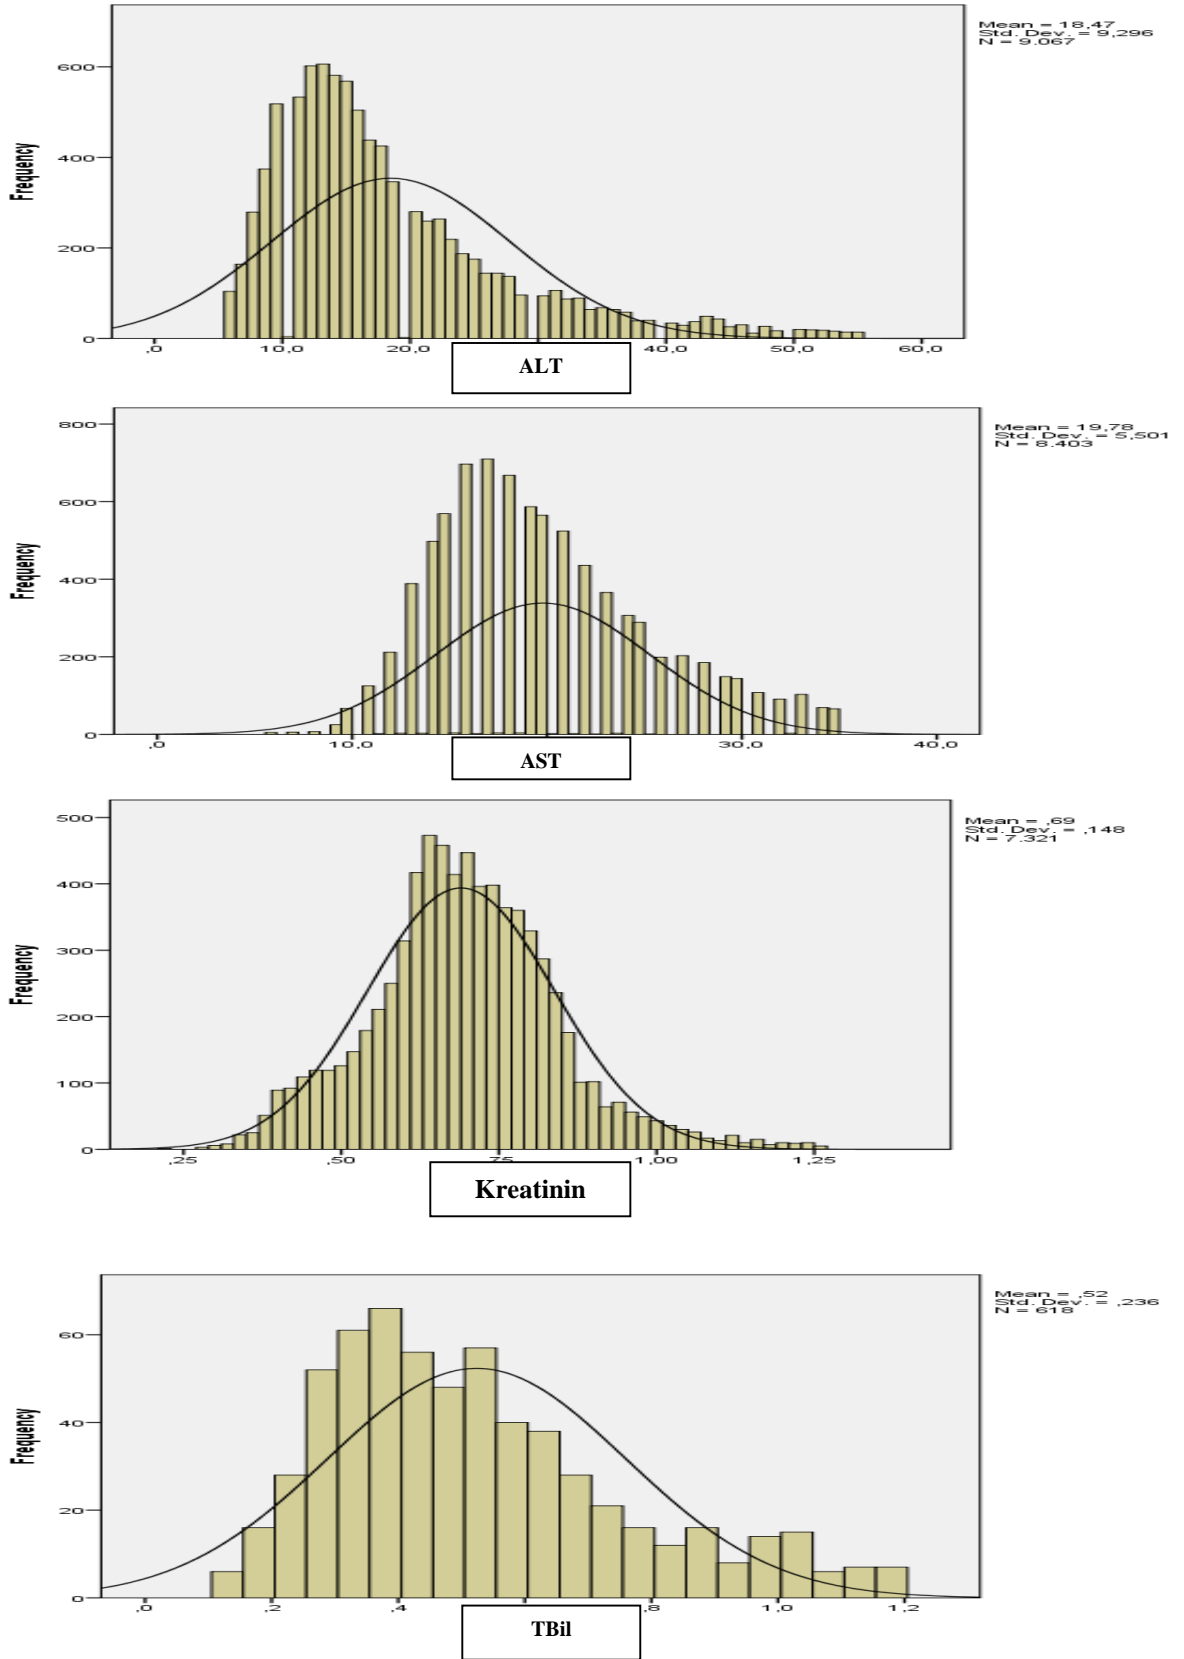 Mean = 18,47
Std. Dev. = 9,296
N = 9.067
Frequency
600
400
200
0
,0 10,0 20,0 40,0 50,0 60,0
ALT
Mean = 19,78
Std. Dev. = 5,501
N = 8.403
Frequency
800
600
400
200
0
,0 10,0 30,0 40,0
AST
Mean = ,69
Std. Dev. = ,148
N = 7.321
Frequency
500
400
300
200
100
0
,25 ,50 ,75 1,00 1,25
Kreatinin
Mean = ,52
Std. Dev. = ,236
N = 618
Frequency
60
40
20
0
,0 ,2 ,4 ,8 1,0 1,2
TBil